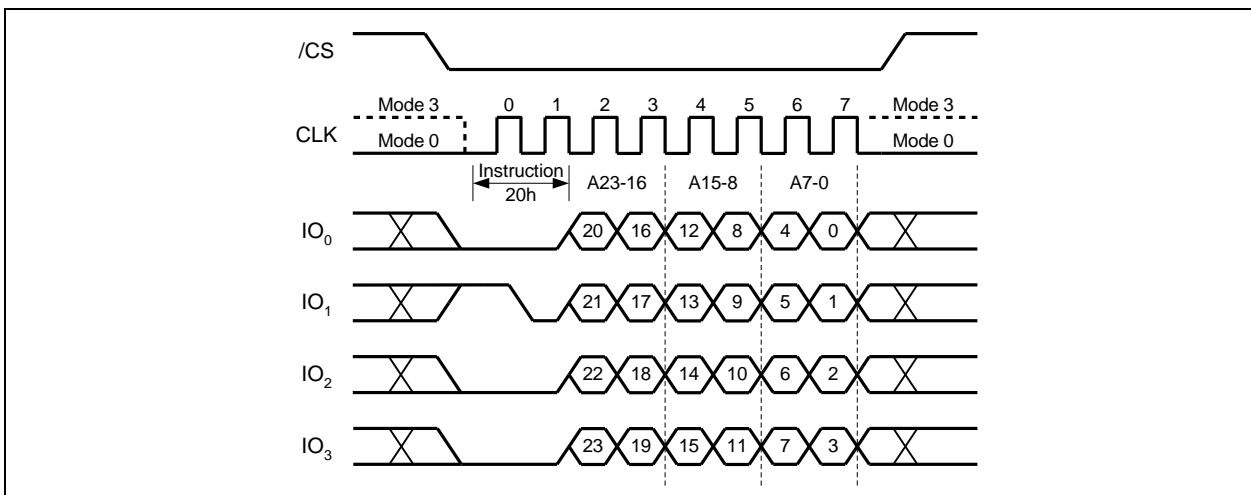 /CS
Mode 3 0 1 2 3 4 5 6 7 Mode 3
CLK
Mode 0 Mode 0
Instruction
20h
A23-16 A15-8 A7-0
IO0 20 16 12 8 4 0
IO1 21 17 13 9 5 1
IO2 22 18 14 10 6 2
IO3 23 19 15 11 7 3